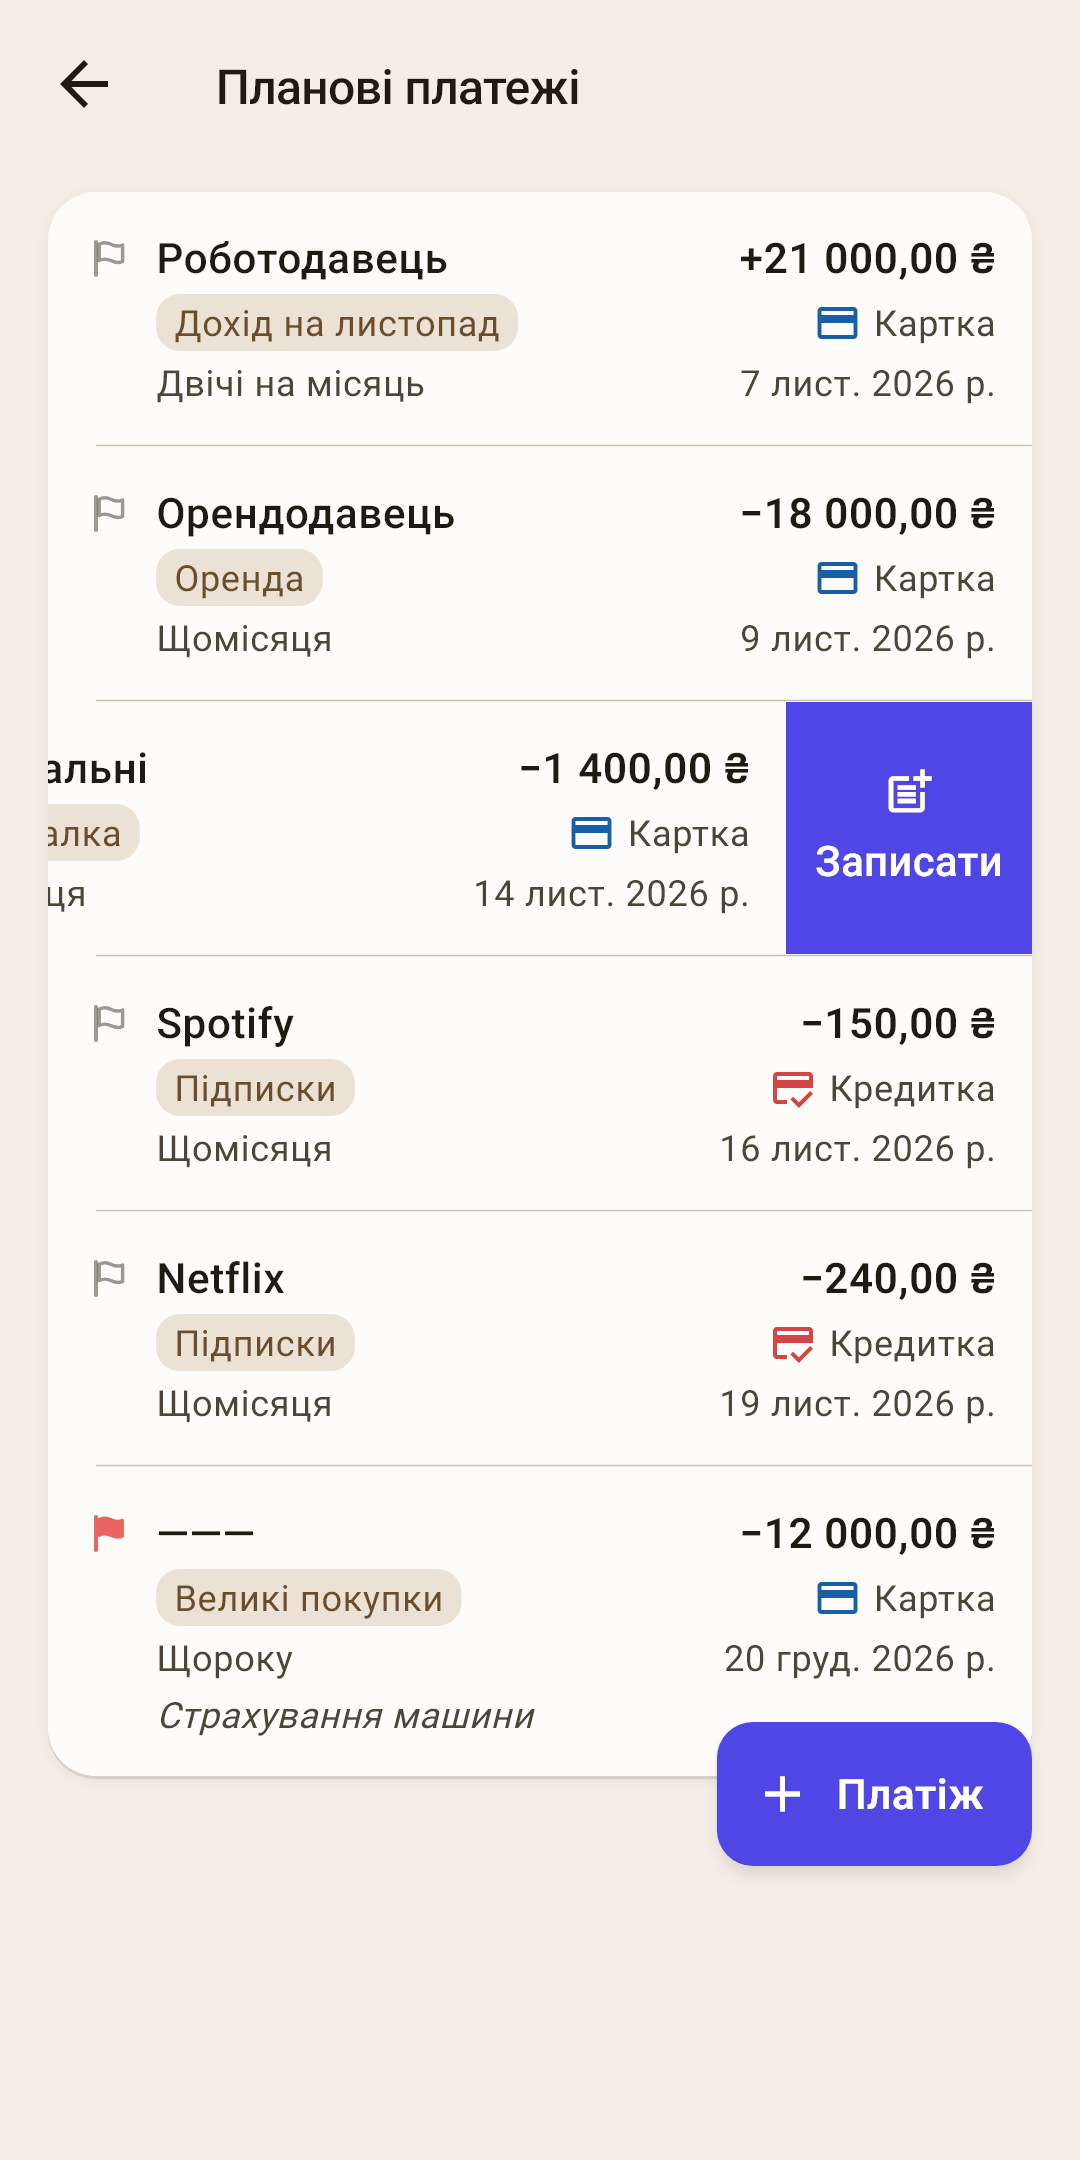 Планові платежі
Роботодавець +21 000,00 ₴
Дохід на листопад Картка
Двічі на місяць 7 лист. 2026 р.
Орендодавець −18 000,00 ₴
Оренда Картка
Щомісяця 9 лист. 2026 р.
альні −1 400,00 ₴
алка Картка
ця 14 лист. 2026 р.
Записати
Spotify −150,00 ₴
Підписки Кредитка
Щомісяця 16 лист. 2026 р.
Netflix −240,00 ₴
Підписки Кредитка
Щомісяця 19 лист. 2026 р.
——— −12 000,00 ₴
Великі покупки Картка
Щороку 20 груд. 2026 р.
Страхування машини
+ Платіж